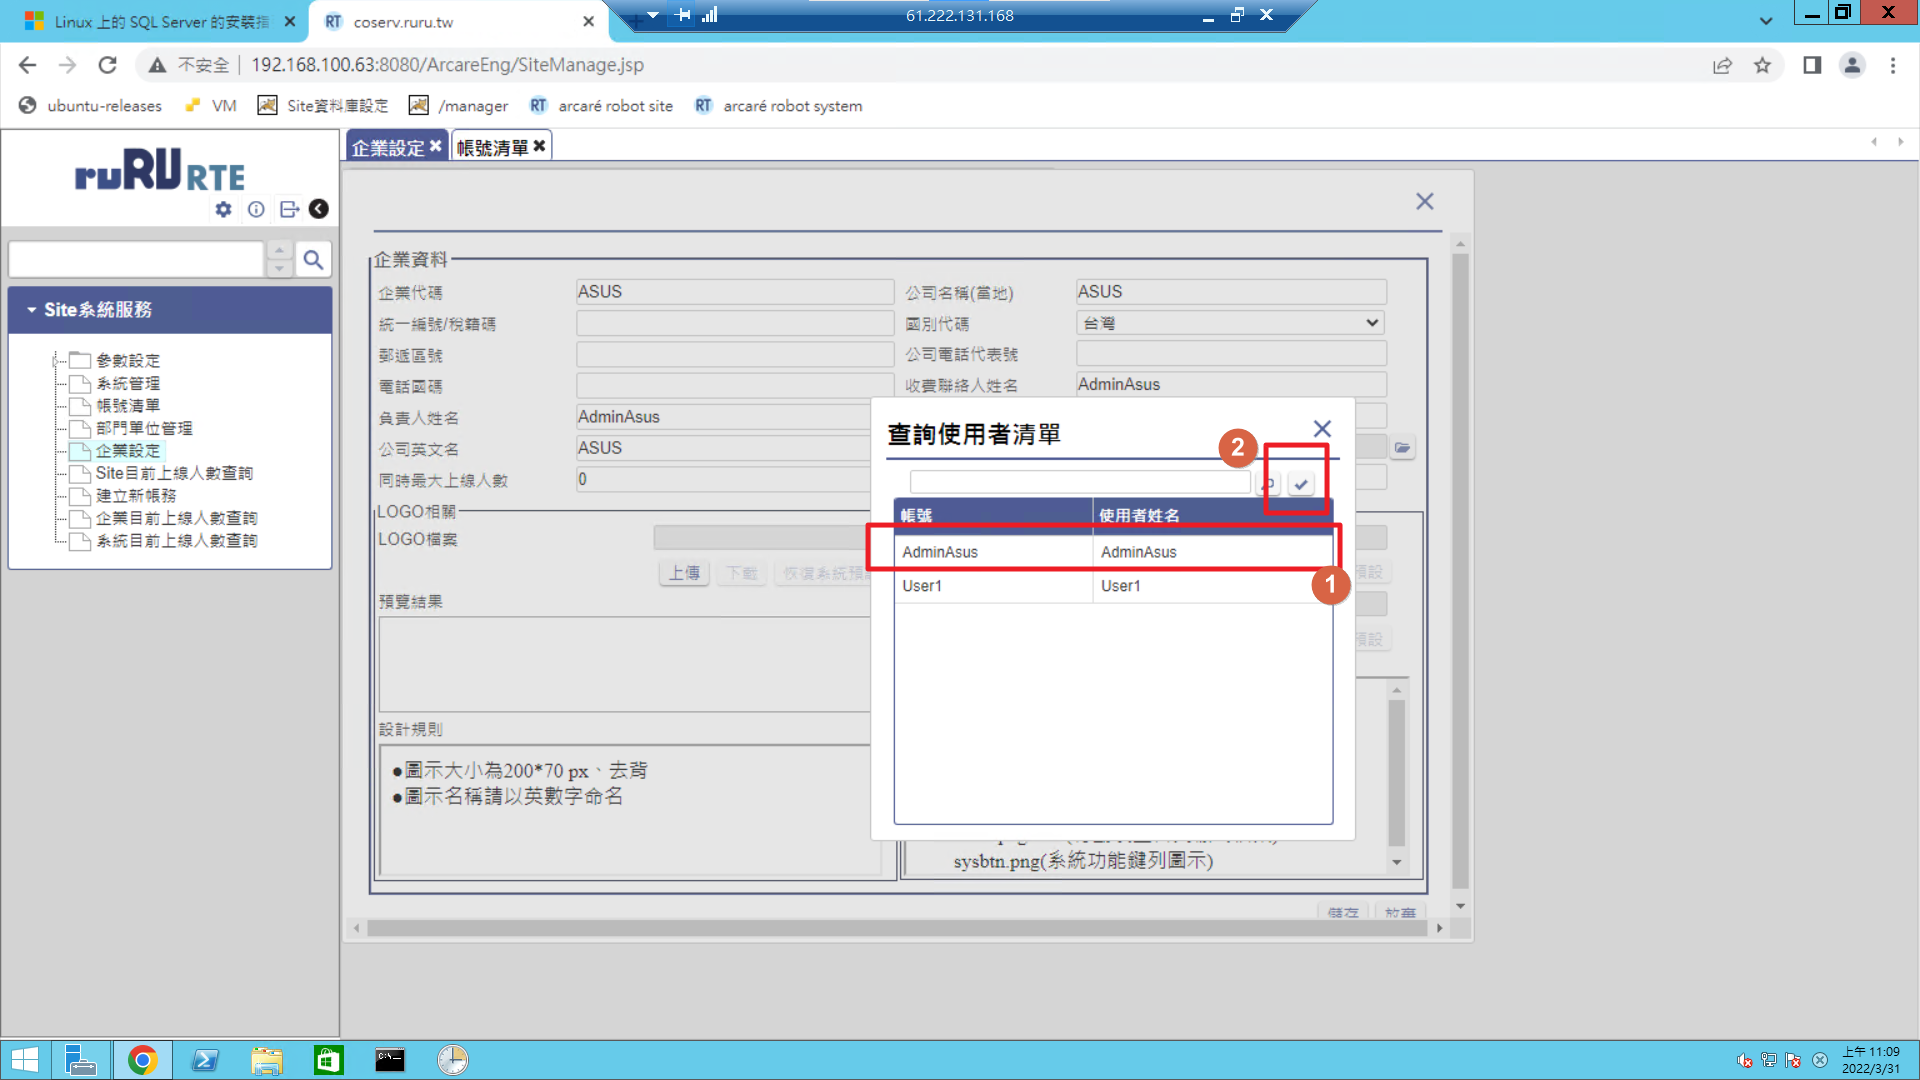 Linux 上的 SQL Server 的安裝指
coserv.ruru.tw
61.222.131.168
不安全
192.168.100.63:8080/ArcareEng/SiteManage.jsp
ubuntu-releases
VM
Site資料庫設定
/manager
RT arcaré robot site
RT arcaré robot system
ruRU RTE
企業設定
帳號清單
Site系統服務
參數設定
系統管理
帳號清單
部門單位管理
企業設定
Site目前上線人數查詢
建立新帳務
企業目前上線人數查詢
系統目前上線人數查詢
企業資料
企業代碼 ASUS 公司名稱(當地) ASUS
統一編號/稅籍碼 國別代碼 台灣
郵遞區號 公司電話代表號
電話國碼 收費聯絡人姓名 AdminAsus
負責人姓名 AdminAsus
公司英文名 ASUS
同時最大上線人數 0
LOGO相關
LOGO檔案
上傳 下載 恢復系統預
預覽結果
設計規則
●圖示大小為200*70 px、去背
●圖示名稱請以英數字命名
查詢使用者清單
2
帳號 使用者姓名
AdminAsus AdminAsus
User1 User1
1
預設
預設
sysbtn.png(系統功能鍵列圖示)
儲存 放棄
上午 11:09
2022/3/31